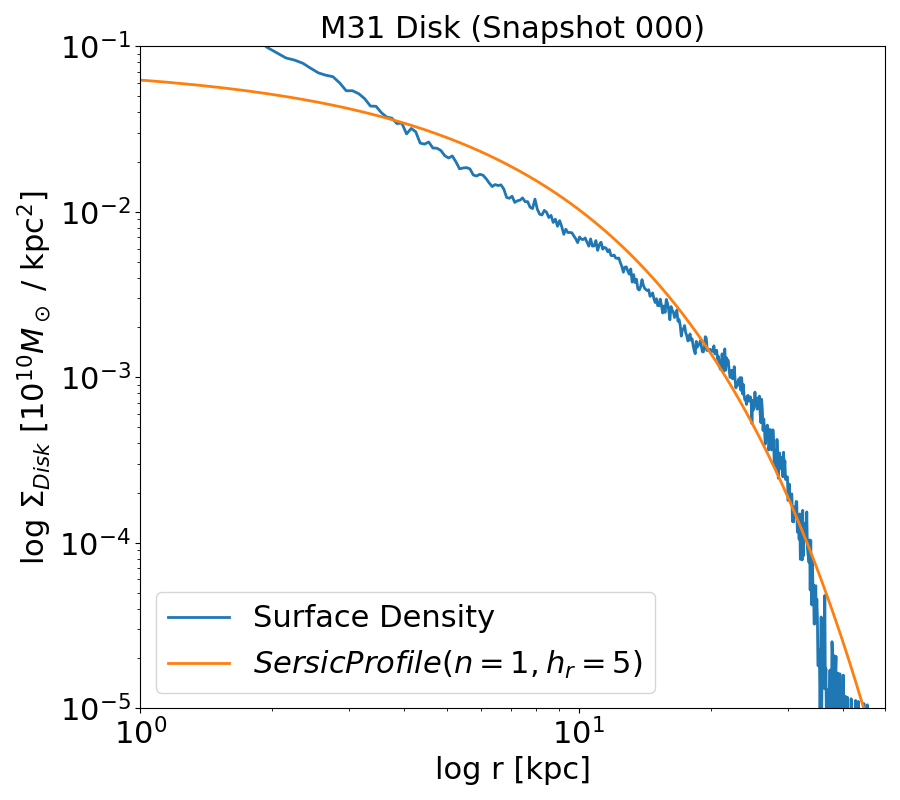 M31 Disk (Snapshot 000)
log Σ_Disk [10^10 M_⊙ / kpc^2]
10^-1
10^-2
10^-3
10^-4
10^-5
Surface Density
SersicProfile(n = 1, h_r = 5)
10^0
10^1
log r [kpc]